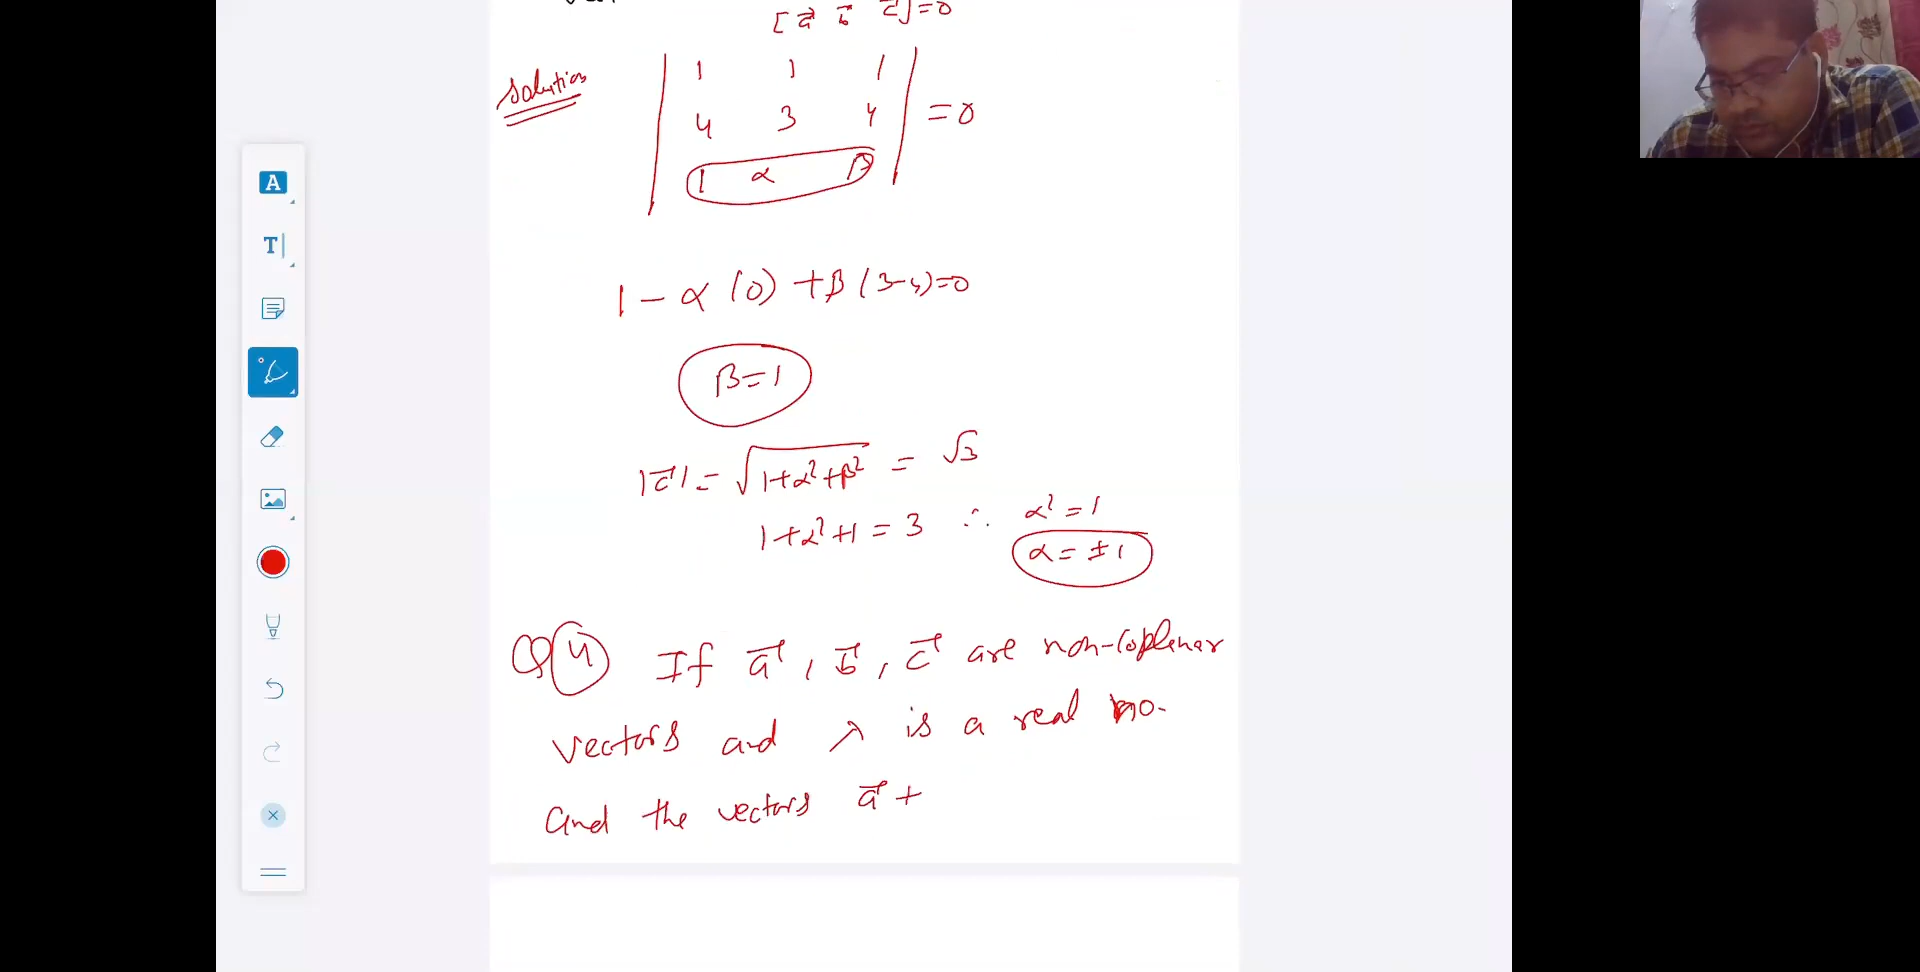 [a⃗ b⃗ c⃗]=0
Solution
| 1 1 1 |
| 4 3 4 | = 0
| 1 α β |
1 - α (0) + β (3-4)=0
β=1
|c⃗| = √1+α²+β² = √3
1+α²+1 = 3 ∴ α² = 1
α = ±1
Q 4 If a⃗, b⃗, c⃗ are non-coplanar
vectors and λ is a real no.
and the vectors a⃗ +
A
T